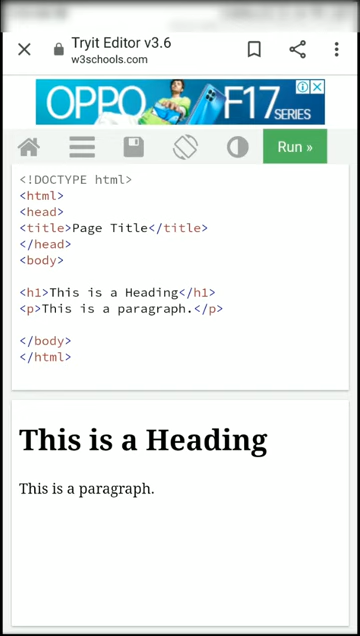 Tryit Editor v3.6
w3schools.com
OPPO F17 SERIES
Run »
<!DOCTYPE html>
<html>
<head>
<title>Page Title</title>
</head>
<body>
<h1>This is a Heading</h1>
<p>This is a paragraph.</p>
</body>
</html>
This is a Heading
This is a paragraph.